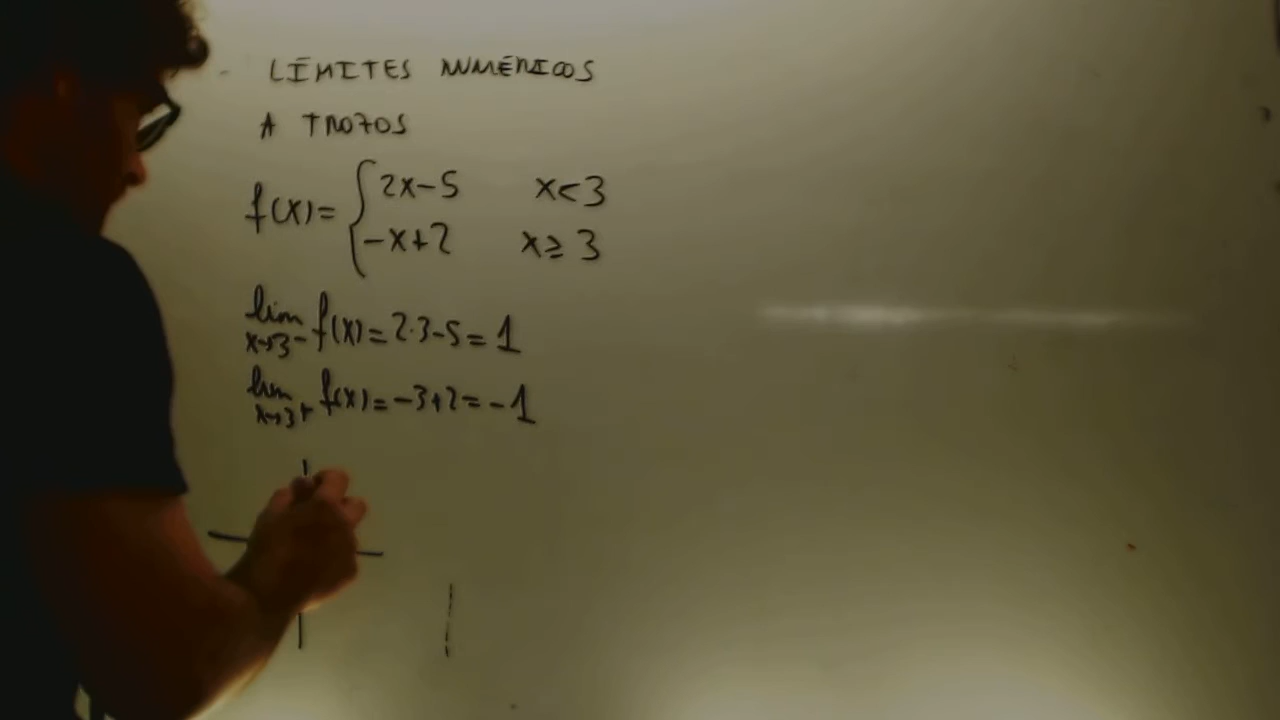 LÍMITES NUMÉRICOS
A TROZOS
f(x)= { 2x-5 x<3
-x+2 x≥3
lim x→3⁻ f(x)=2·3-5=1
lim x→3⁺ f(x)=-3+2=-1